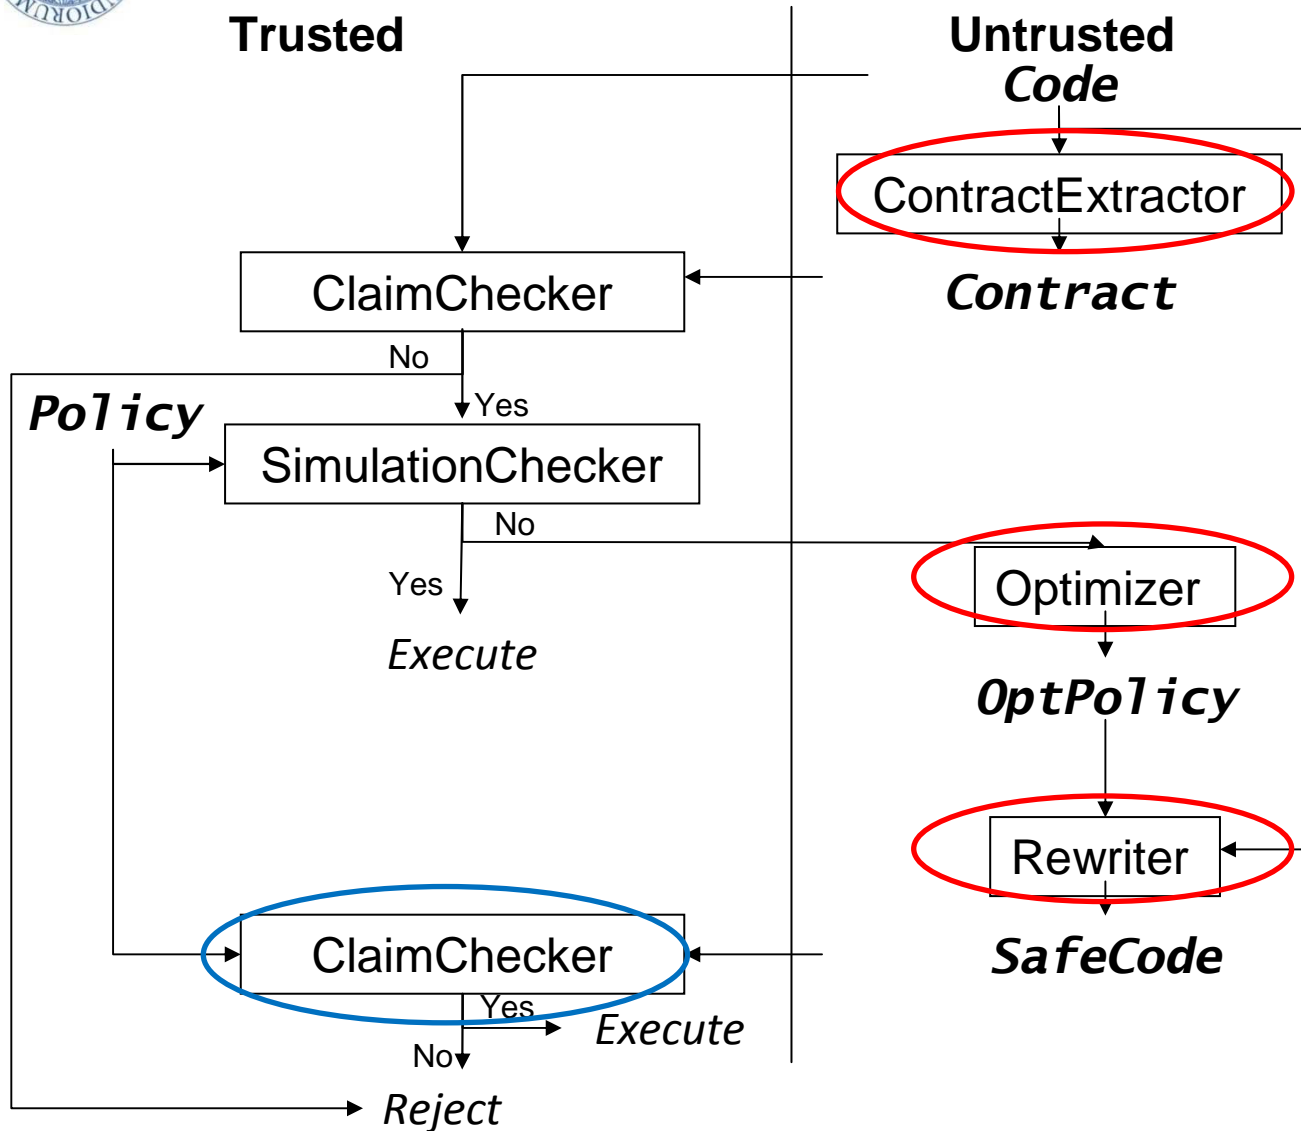 Trusted
Untrusted
Code
ContractExtractor
ClaimChecker
Contract
No
Yes
Policy
SimulationChecker
No
Yes
Optimizer
Execute
OptPolicy
Rewriter
ClaimChecker
SafeCode
Yes
Execute
No
Reject